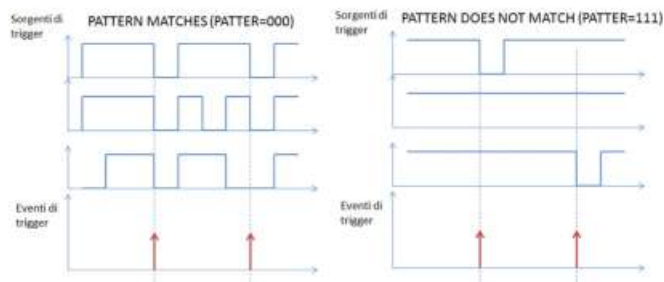 Sorgenti di
trigger
PATTERN MATCHES (PATTER=000)
Eventi di
trigger
Sorgenti di
trigger
PATTERN DOES NOT MATCH (PATTER=111)
Eventi di
trigger